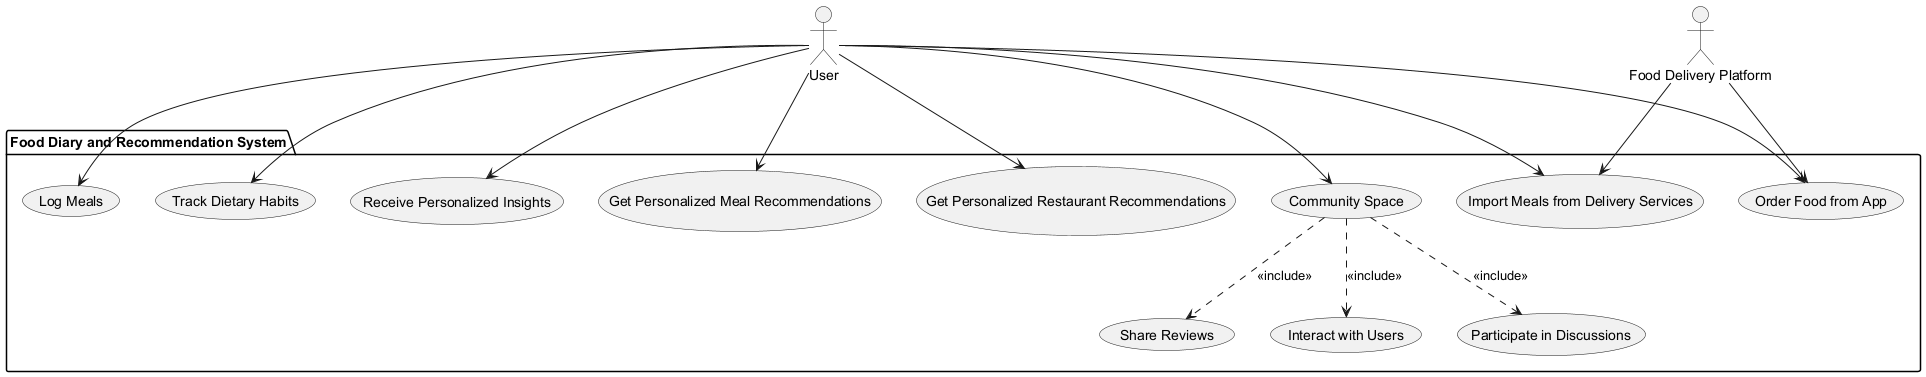 User
Food Delivery Platform
Food Diary and Recommendation System
Log Meals
Track Dietary Habits
Receive Personalized Insights
Get Personalized Meal Recommendations
Get Personalized Restaurant Recommendations
Community Space
Import Meals from Delivery Services
Order Food from App
«include»
«include»
«include»
Share Reviews
Interact with Users
Participate in Discussions